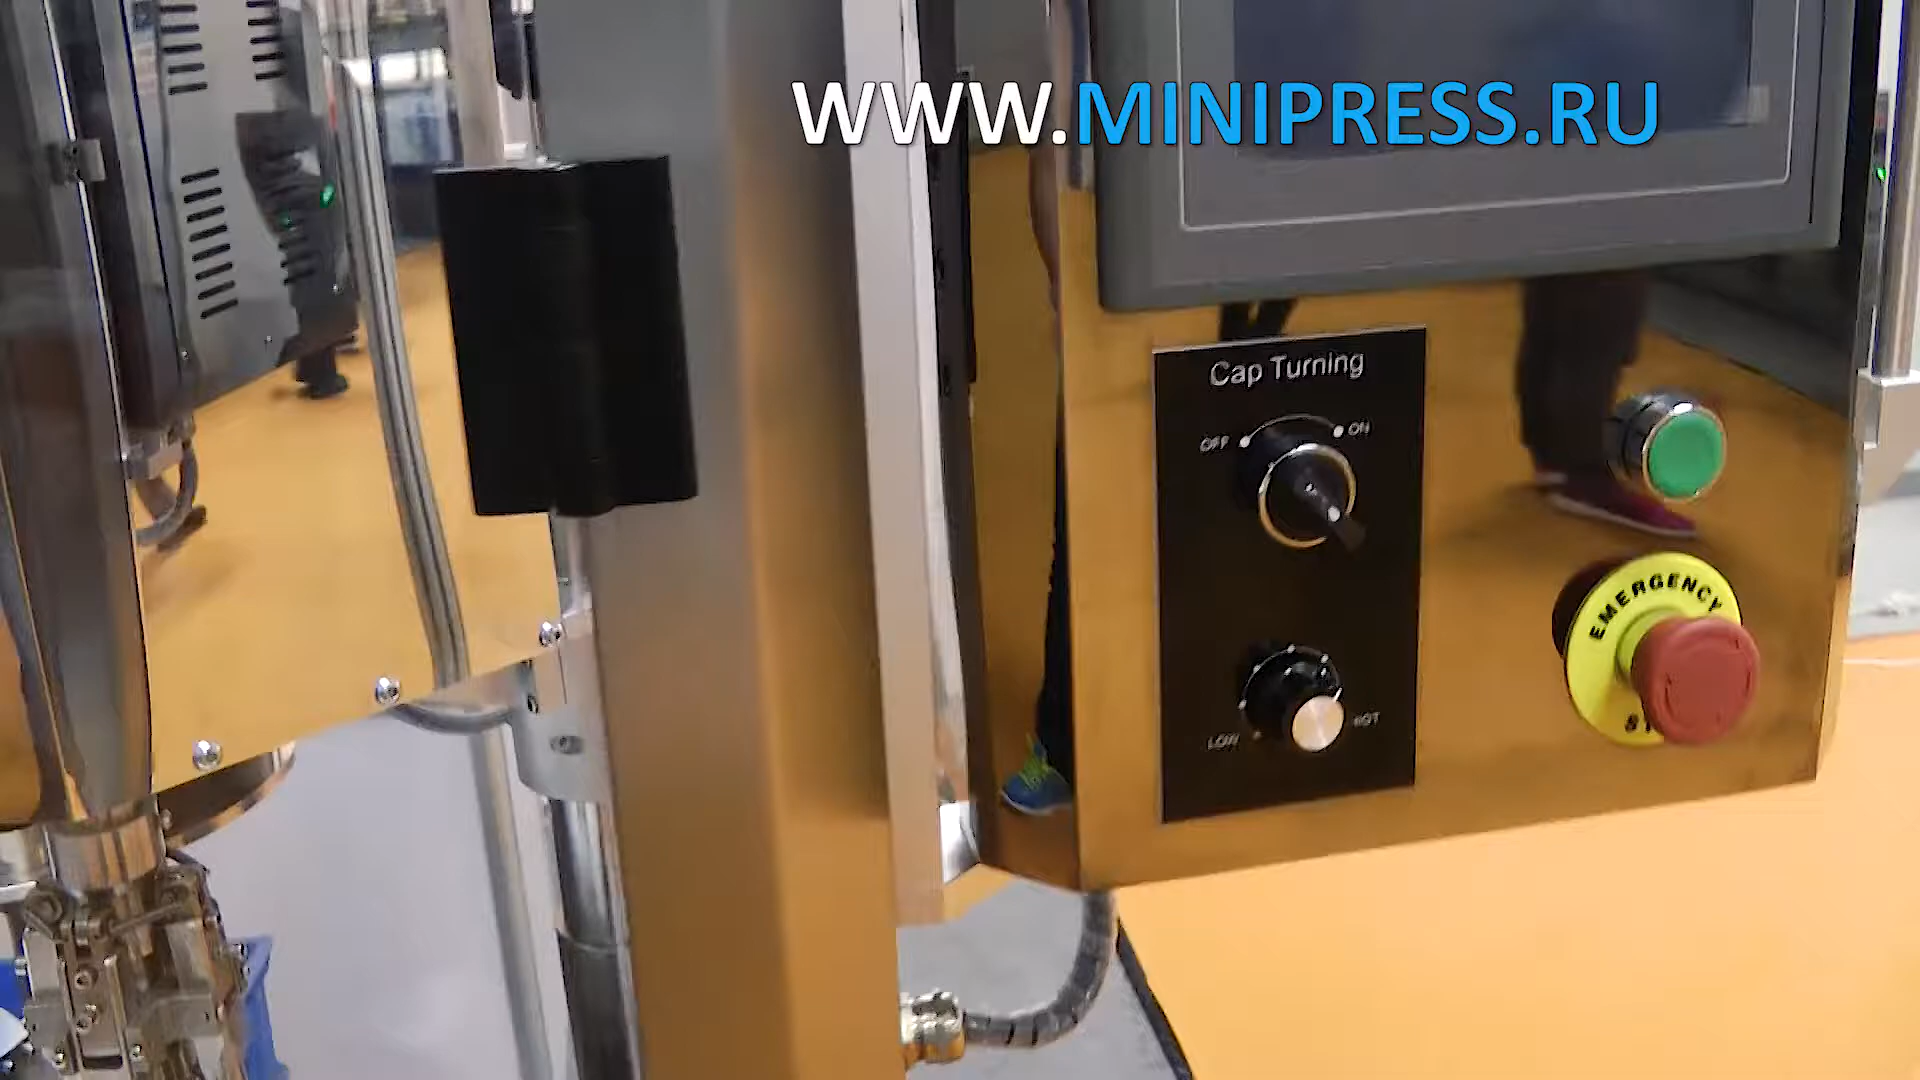 WWW.MINIPRESS.RU
Cap Turning
OFF ON
EMERGENCY
LOW HOT